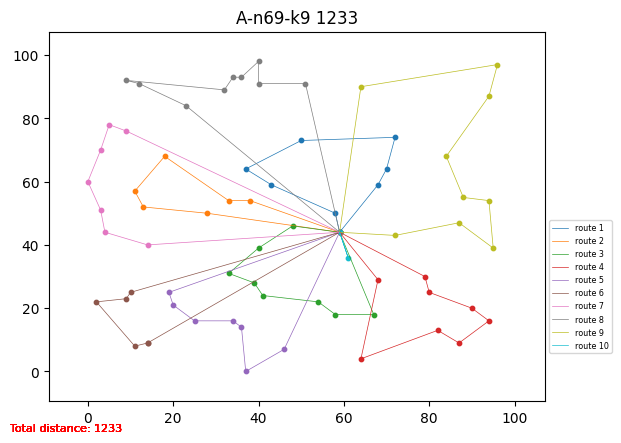 A-n69-k9 1233
100
80
60
40
20
0
0 20 40 60 80 100
route 1
route 2
route 3
route 4
route 5
route 6
route 7
route 8
route 9
route 10
Total distance: 1233